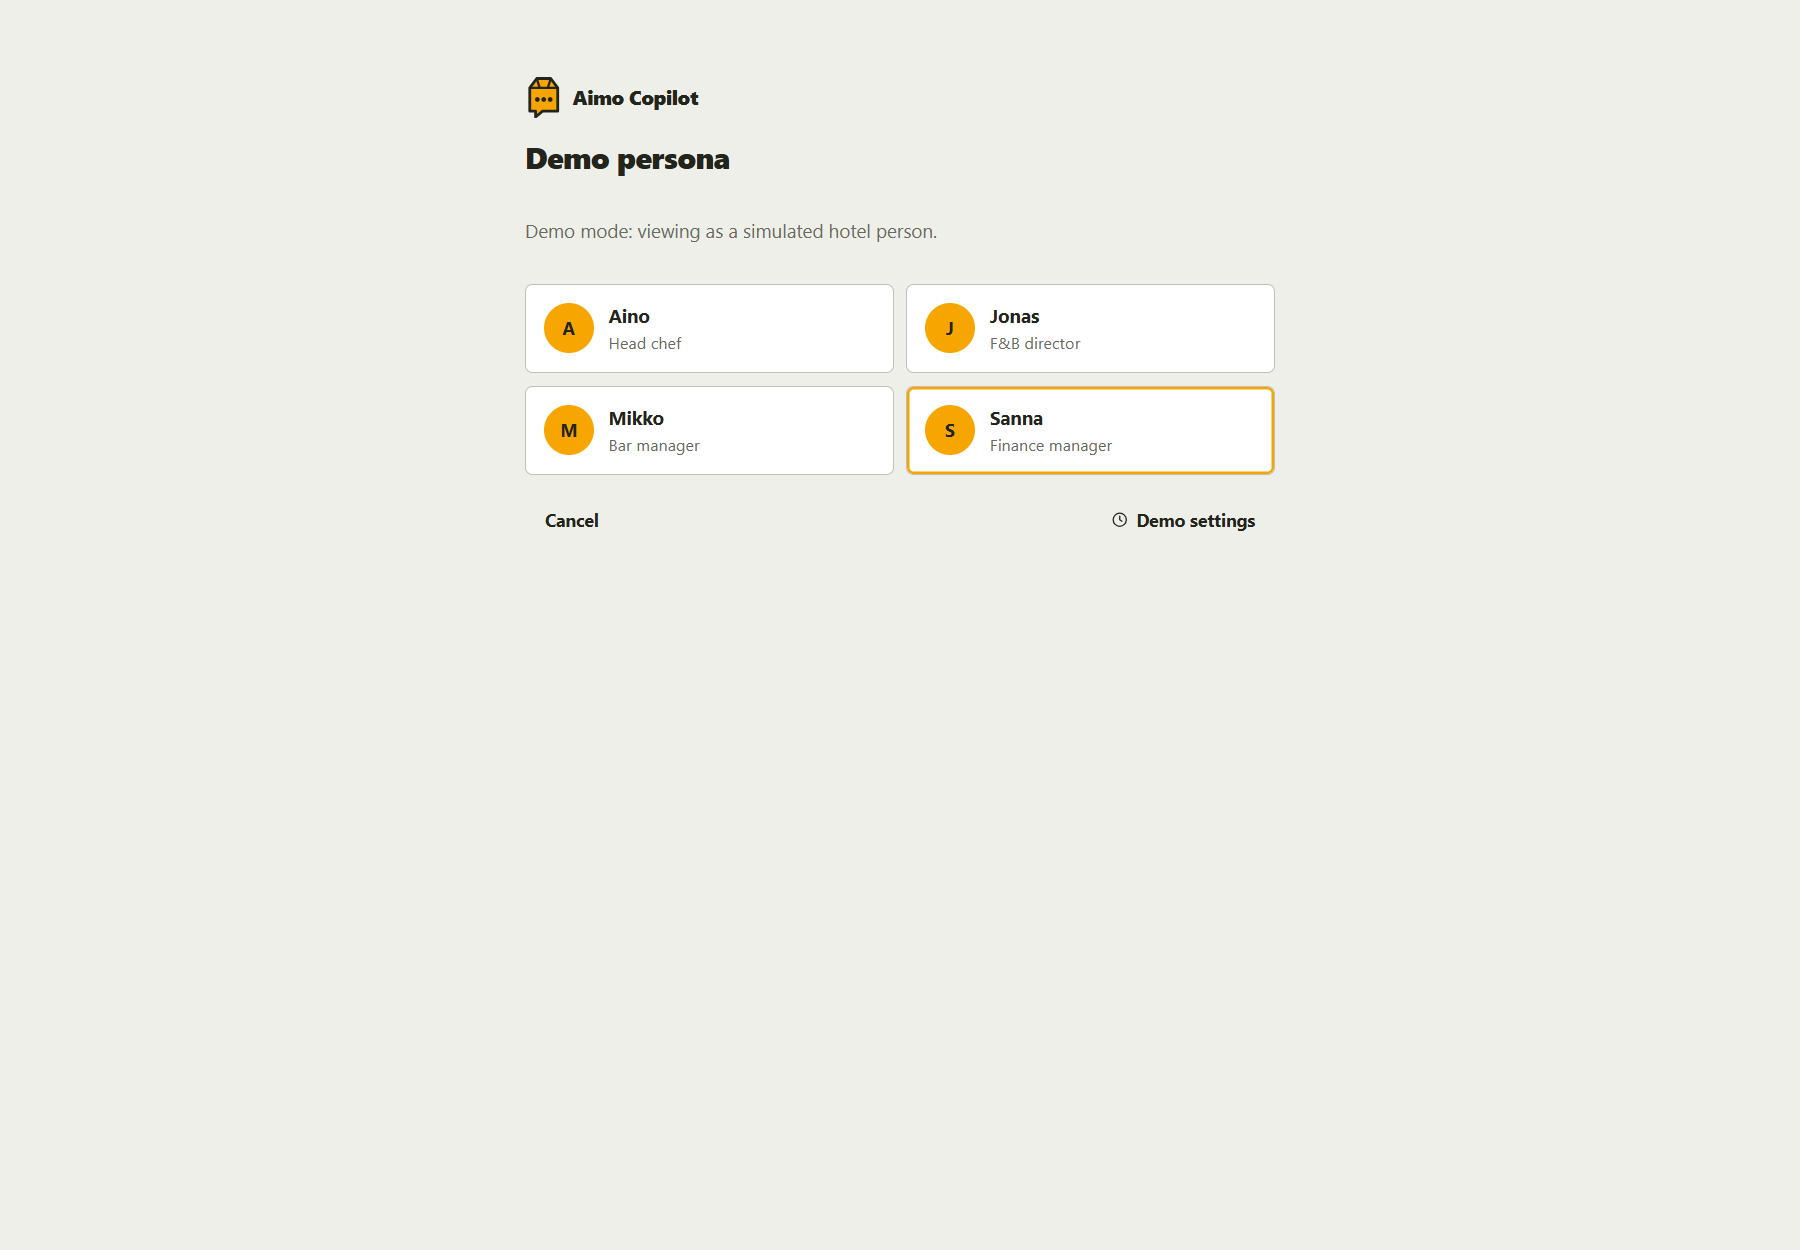 Aimo Copilot
Demo persona
Demo mode: viewing as a simulated hotel person.
A
Aino
Head chef
J
Jonas
F&B director
M
Mikko
Bar manager
S
Sanna
Finance manager
Cancel
Demo settings